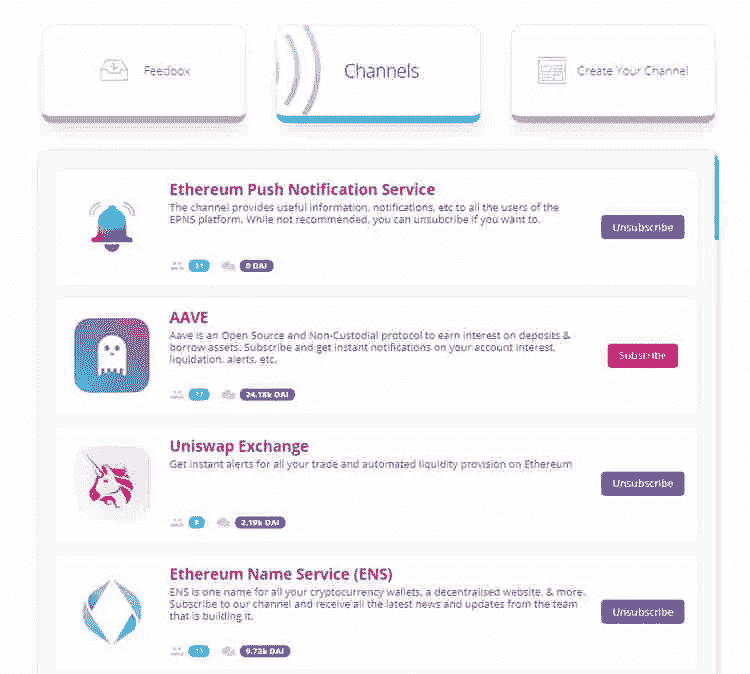 Feedbox
Channels
Create Your Channel
Ethereum Push Notification Service
The channel provides useful information, notifications, etc to all the users of the
EPNS platform. While not recommended, you can unsubcribe if you want to.
Unsubscribe
0 DAI
AAVE
Aave is an Open Source and Non-Custodial protocol to earn interest on deposits &
borrow assets. Subscribe and get instant notifications on your account interest,
liquidation, alerts, etc.
Subscribe
24.18k DAI
Uniswap Exchange
Get instant alerts for all your trade and automated liquidity provision on Ethereum
Unsubscribe
8 2.19k DAI
Ethereum Name Service (ENS)
ENS is one name for all your cryptocurrency wallets, a decentralised website, & more.
Subscribe to our channel and receive all the latest news and updates from the team
that is building it.
Unsubscribe
11 9.73k DAI